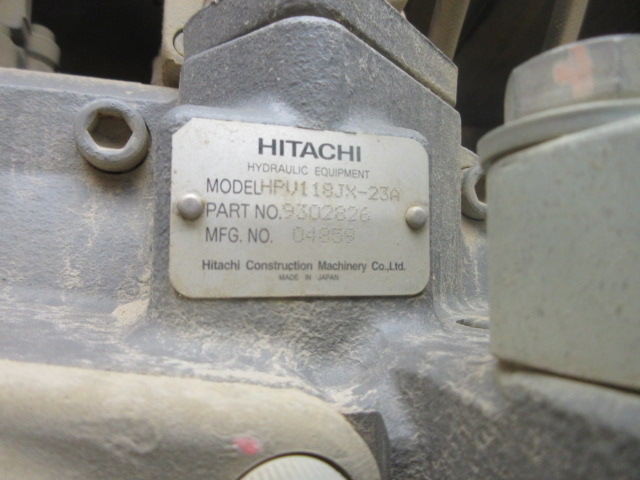 HITACHI
HYDRAULIC EQUIPMENT
MODEL HPV118JX-23A
PART NO. 9302826
MFG. NO. 04859
Hitachi Construction Machinery Co., Ltd.
MADE IN JAPAN